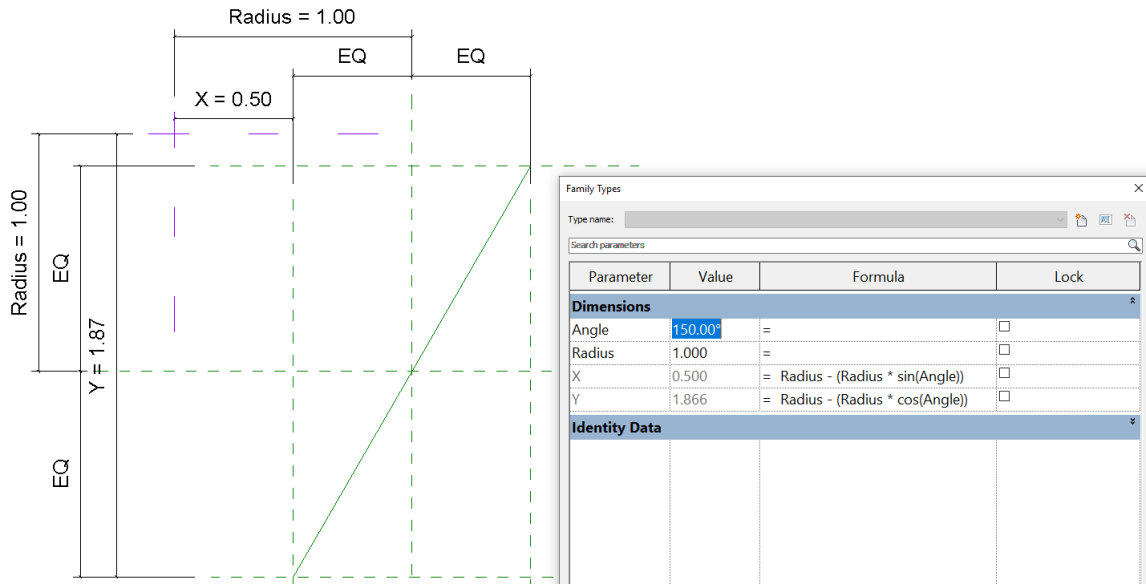 Radius = 1.00
EQ
EQ
X = 0.50
Radius = 1.00
EQ
Y = 1.87
EQ
Family Types
Type name:
Search parameters
Parameter Value Formula Lock
Dimensions
Angle 150.00° =
Radius 1.000 =
X 0.500 = Radius - (Radius * sin(Angle))
Y 1.866 = Radius - (Radius * cos(Angle))
Identity Data